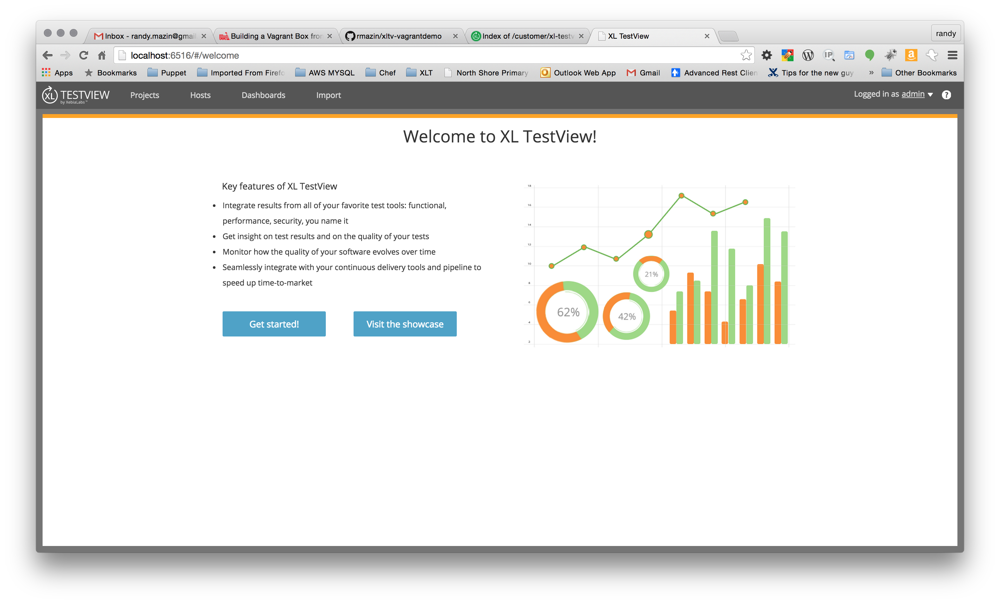 Inbox - randy.mazin@gmail
Building a Vagrant Box from
rmazin/xltv-vagrantdemo
Index of /customer/xl-testv
XL TestView
randy
localhost:6516/#/welcome
IP
Apps
Bookmarks
Puppet
Imported From Firefo
AWS MYSQL
Chef
XLT
North Shore Primary
Outlook Web App
Gmail
Advanced Rest Clien
Tips for the new guy
»
Other Bookmarks
XL TESTVIEW
by XebiaLabs™
Projects
Hosts
Dashboards
Import
Logged in as admin
?
Welcome to XL TestView!
Key features of XL TestView
• Integrate results from all of your favorite test tools: functional,
performance, security, you name it
• Get insight on test results and on the quality of your tests
• Monitor how the quality of your software evolves over time
• Seamlessly integrate with your continuous delivery tools and pipeline to
speed up time-to-market
Get started!
Visit the showcase
18
16
14
12
10
8
6
4
2
21%
62%
42%